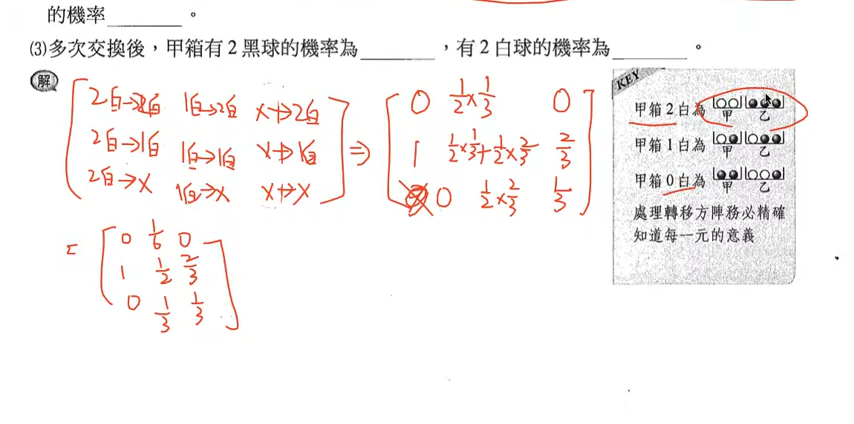 的機率______。
(3)多次交換後，甲箱有2黑球的機率為______，有2白球的機率為______。
解
2白→2白 1白→2白 x→2白
2白→1白 1白→1白 x→1白
2白→x 1白→x x→x
⇒
0 1/2×1/3 0
1 1/2×1/3+1/2×2/3 2/3
0 1/2×2/3 1/3
=
0 1/6 0
1 1/2 2/3
0 1/3 1/3
KEY
甲箱2白為 甲 乙
甲箱1白為 甲 乙
甲箱0白為 甲 乙
處理轉移方陣務必精確
知道每一元的意義